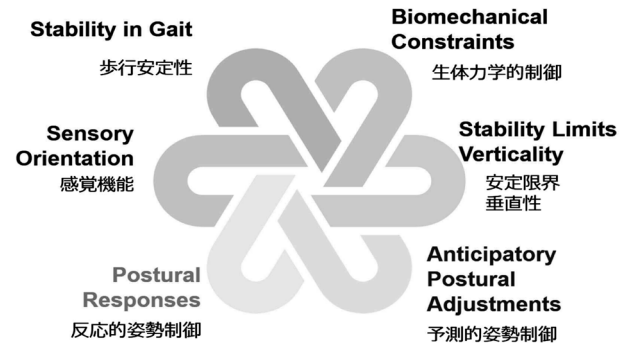 Stability in Gait
歩行安定性
Biomechanical
Constraints
生体力学的制御
Sensory
Orientation
感覚機能
Stability Limits
Verticality
安定限界
垂直性
Postural
Responses
反応的姿勢制御
Anticipatory
Postural
Adjustments
予測的姿勢制御